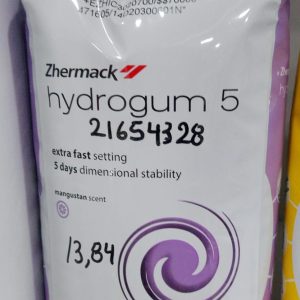 Zhermack
hydrogum 5
21654328
extra fast setting
5 days dimensional stability
mangustan scent
13,84